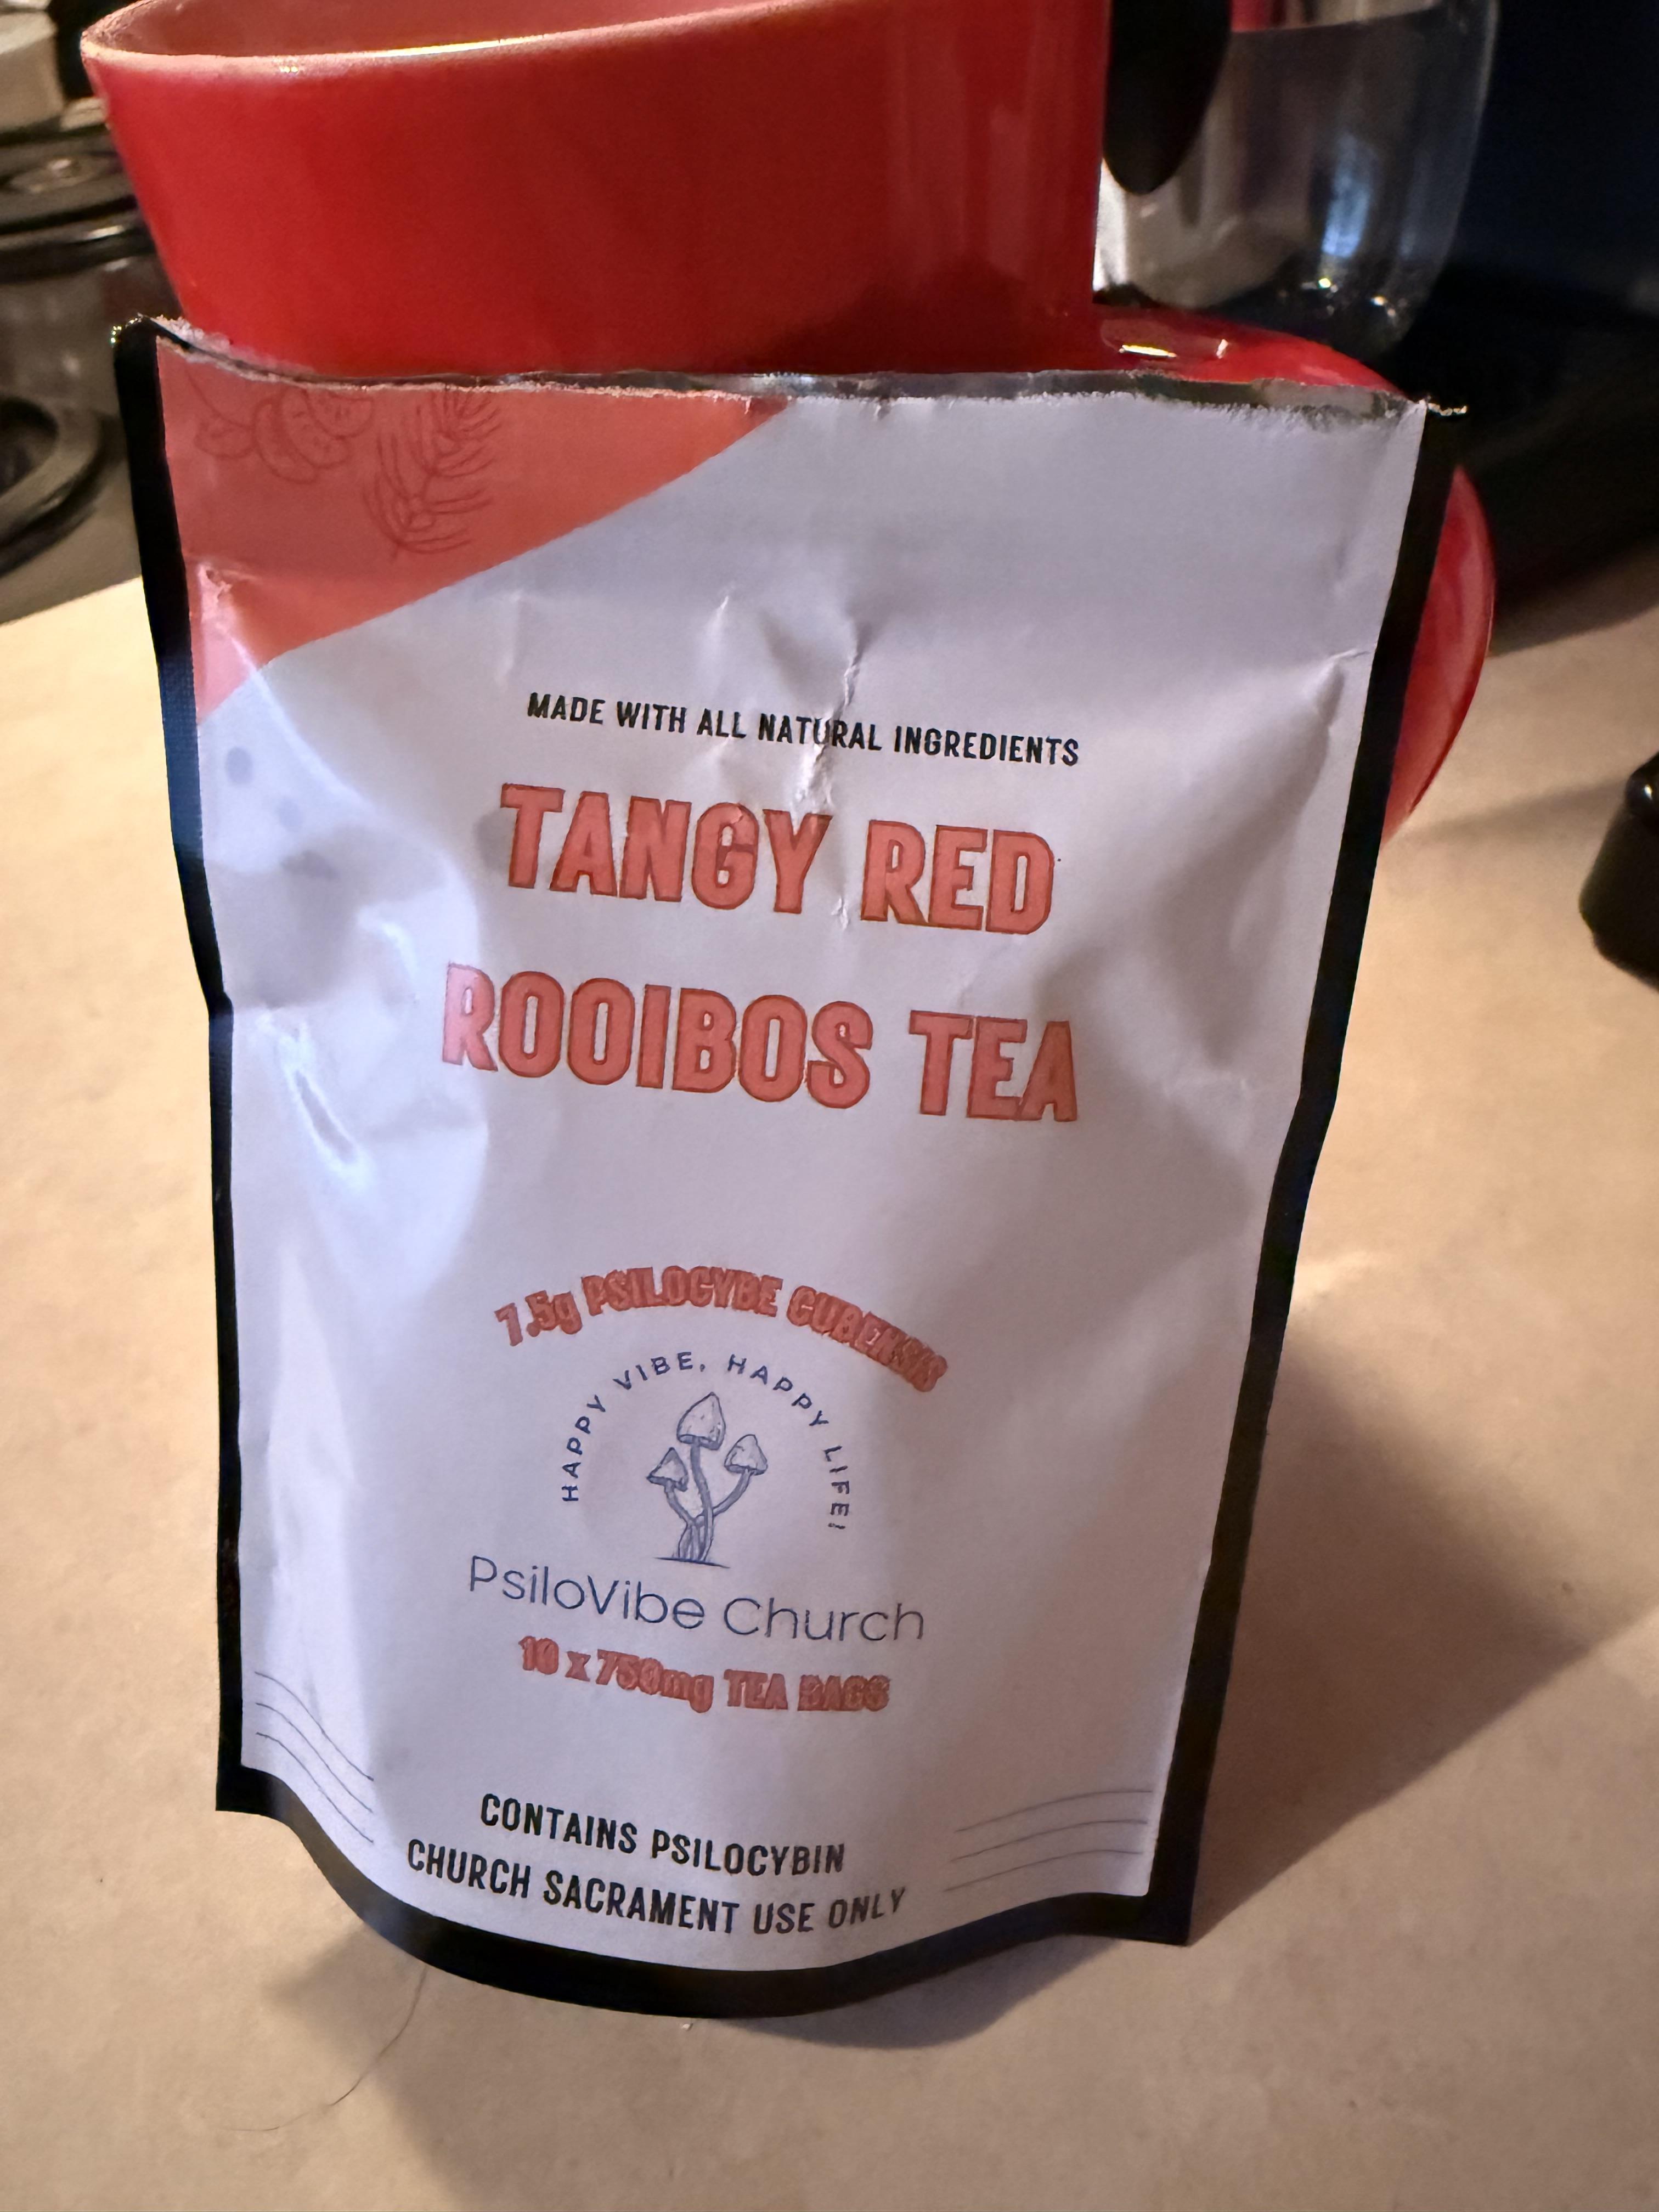 MADE WITH ALL NATURAL INGREDIENTS
TANGY RED
ROOIBOS TEA
7.5g PSILOCYBE CUBENSIS
HAPPY VIBE, HAPPY LIFE!
PsiloVibe Church
10 x 750mg TEA BAGS
CONTAINS PSILOCYBIN
CHURCH SACRAMENT USE ONLY